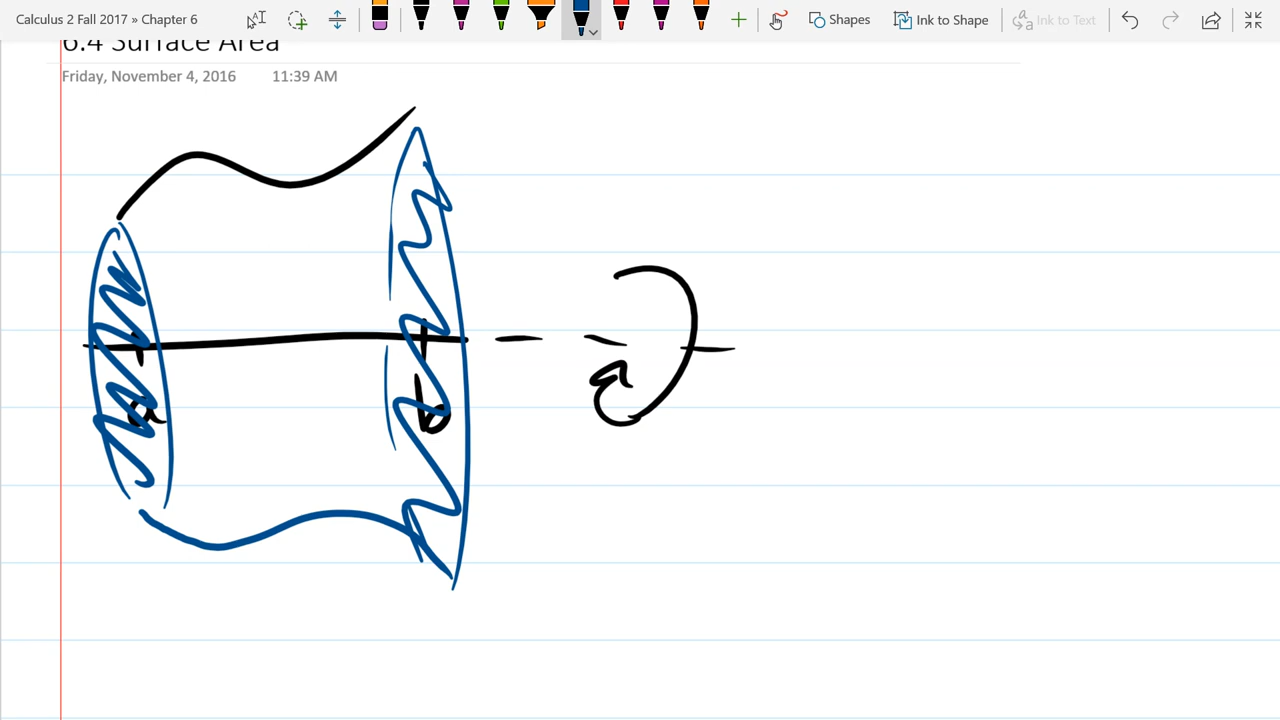 Calculus 2 Fall 2017 » Chapter 6
Shapes
Ink to Shape
Ink to Text
6.4 Surface Area
Friday, November 4, 2016 11:39 AM
a b